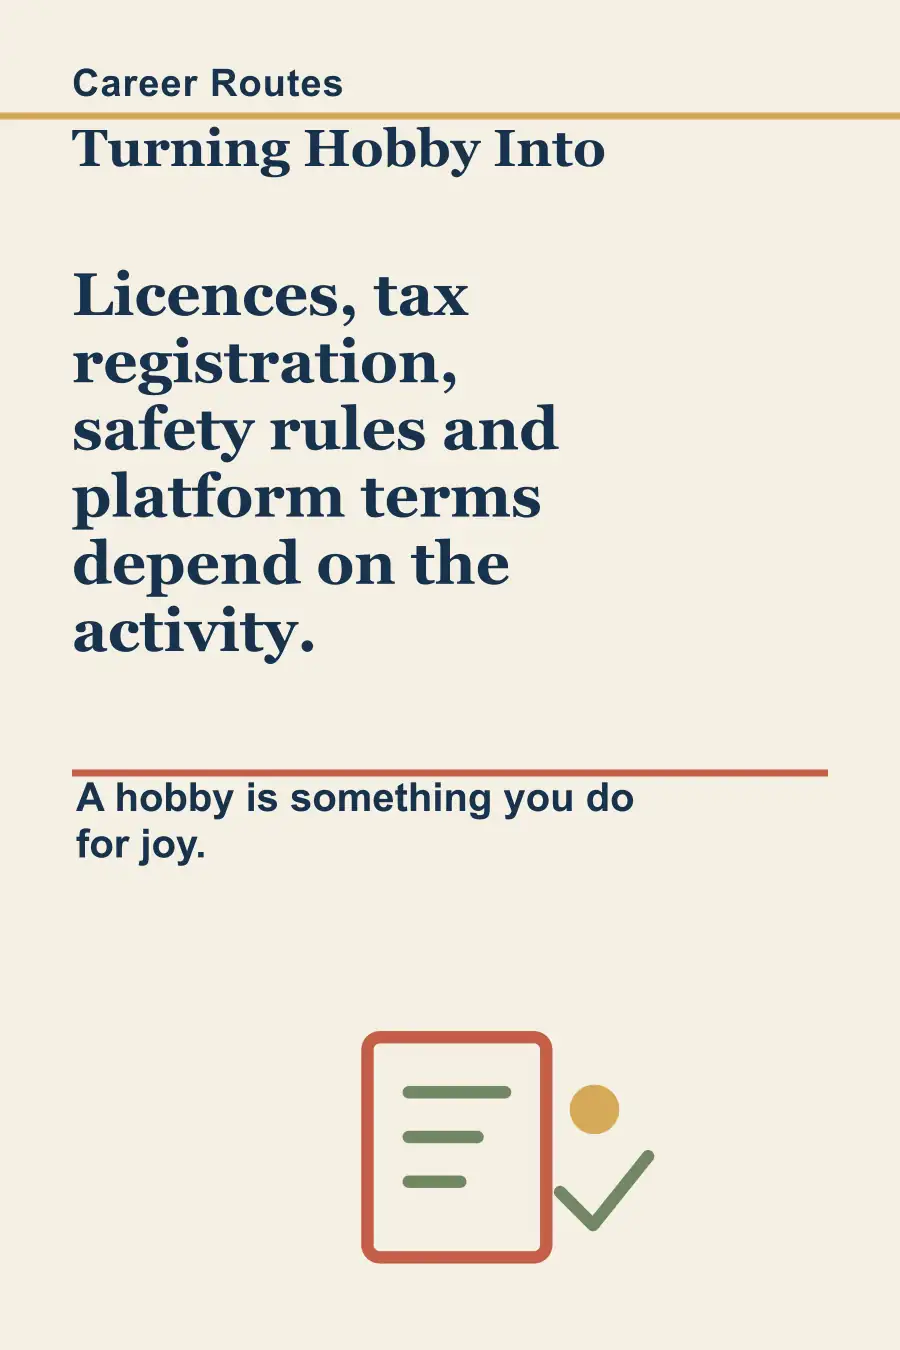 Career Routes
Turning Hobby Into
Licences, tax
registration,
safety rules and
platform terms
depend on the
activity.
A hobby is something you do
for joy.